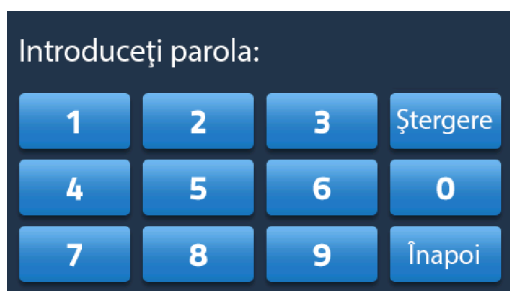 Introduceţi parola:
1 2 3 Ştergere
4 5 6 0
7 8 9 Înapoi